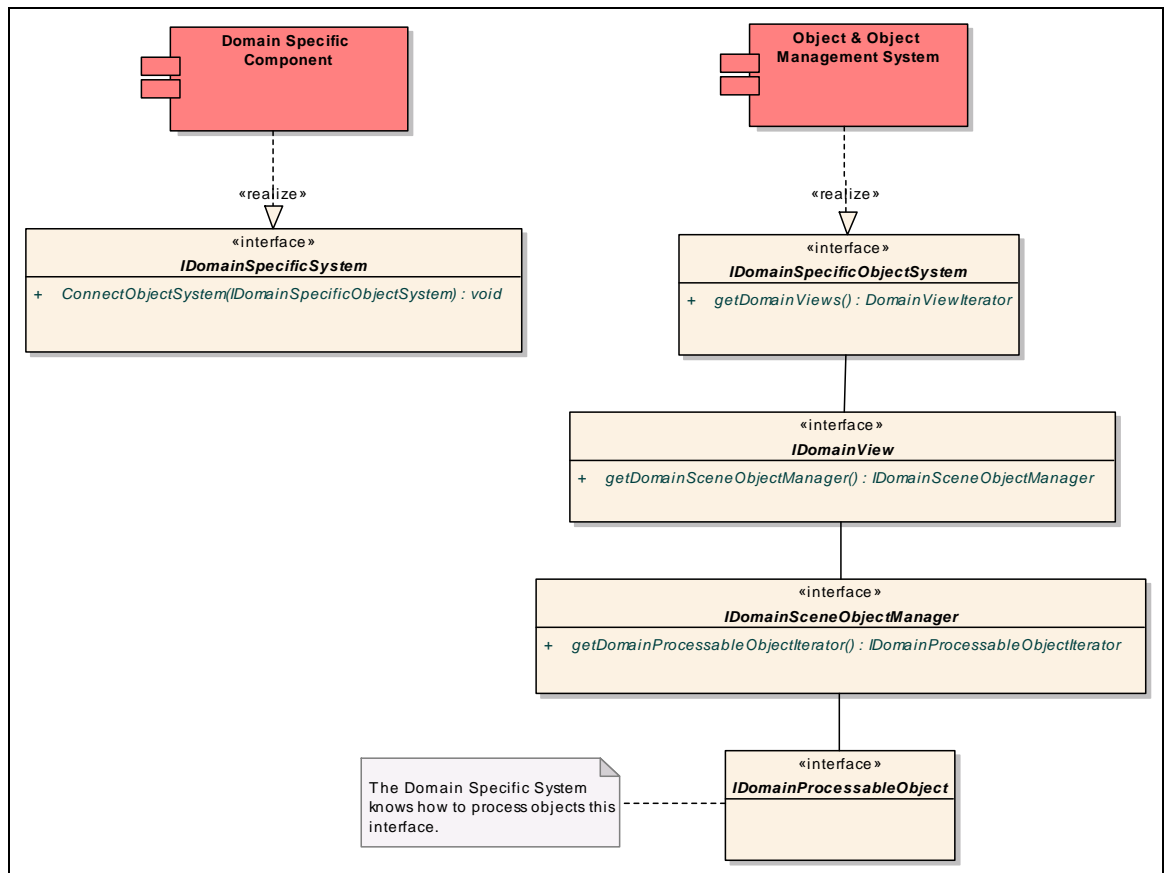 Domain Specific
Component
Object & Object
Management System
«realize»
«realize»
«interface»
IDomainSpecificSystem
+ ConnectObjectSystem(IDomainSpecificObjectSystem) : void
«interface»
IDomainSpecificObjectSystem
+ getDomainViews() : DomainViewIterator
«interface»
IDomainView
+ getDomainSceneObjectManager() : IDomainSceneObjectManager
«interface»
IDomainSceneObjectManager
+ getDomainProcessableObjectIterator() : IDomainProcessableObjectIterator
«interface»
IDomainProcessableObject
The Domain Specific System
knows how to process objects this
interface.